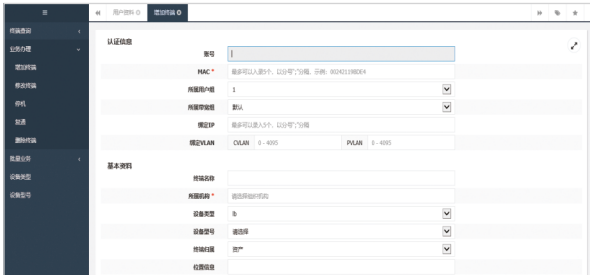 用户资料
增加终端
终端查询
业务办理
增加终端
修改终端
停机
复通
删除终端
批量业务
设备类型
设备型号
认证信息
账号
MAC *
最多可以录入5个，以分号";"分隔，示例：00242119BDE4
所属用户组
1
所属带宽组
默认
绑定IP
最多可以录入5个，以分号";"分隔
绑定VLAN
CVLAN 0 - 4095
PVLAN 0 - 4095
基本资料
终端名称
所属机构 *
请选择组织机构
设备类型
lb
设备型号
请选择
终端归属
资产
位置信息